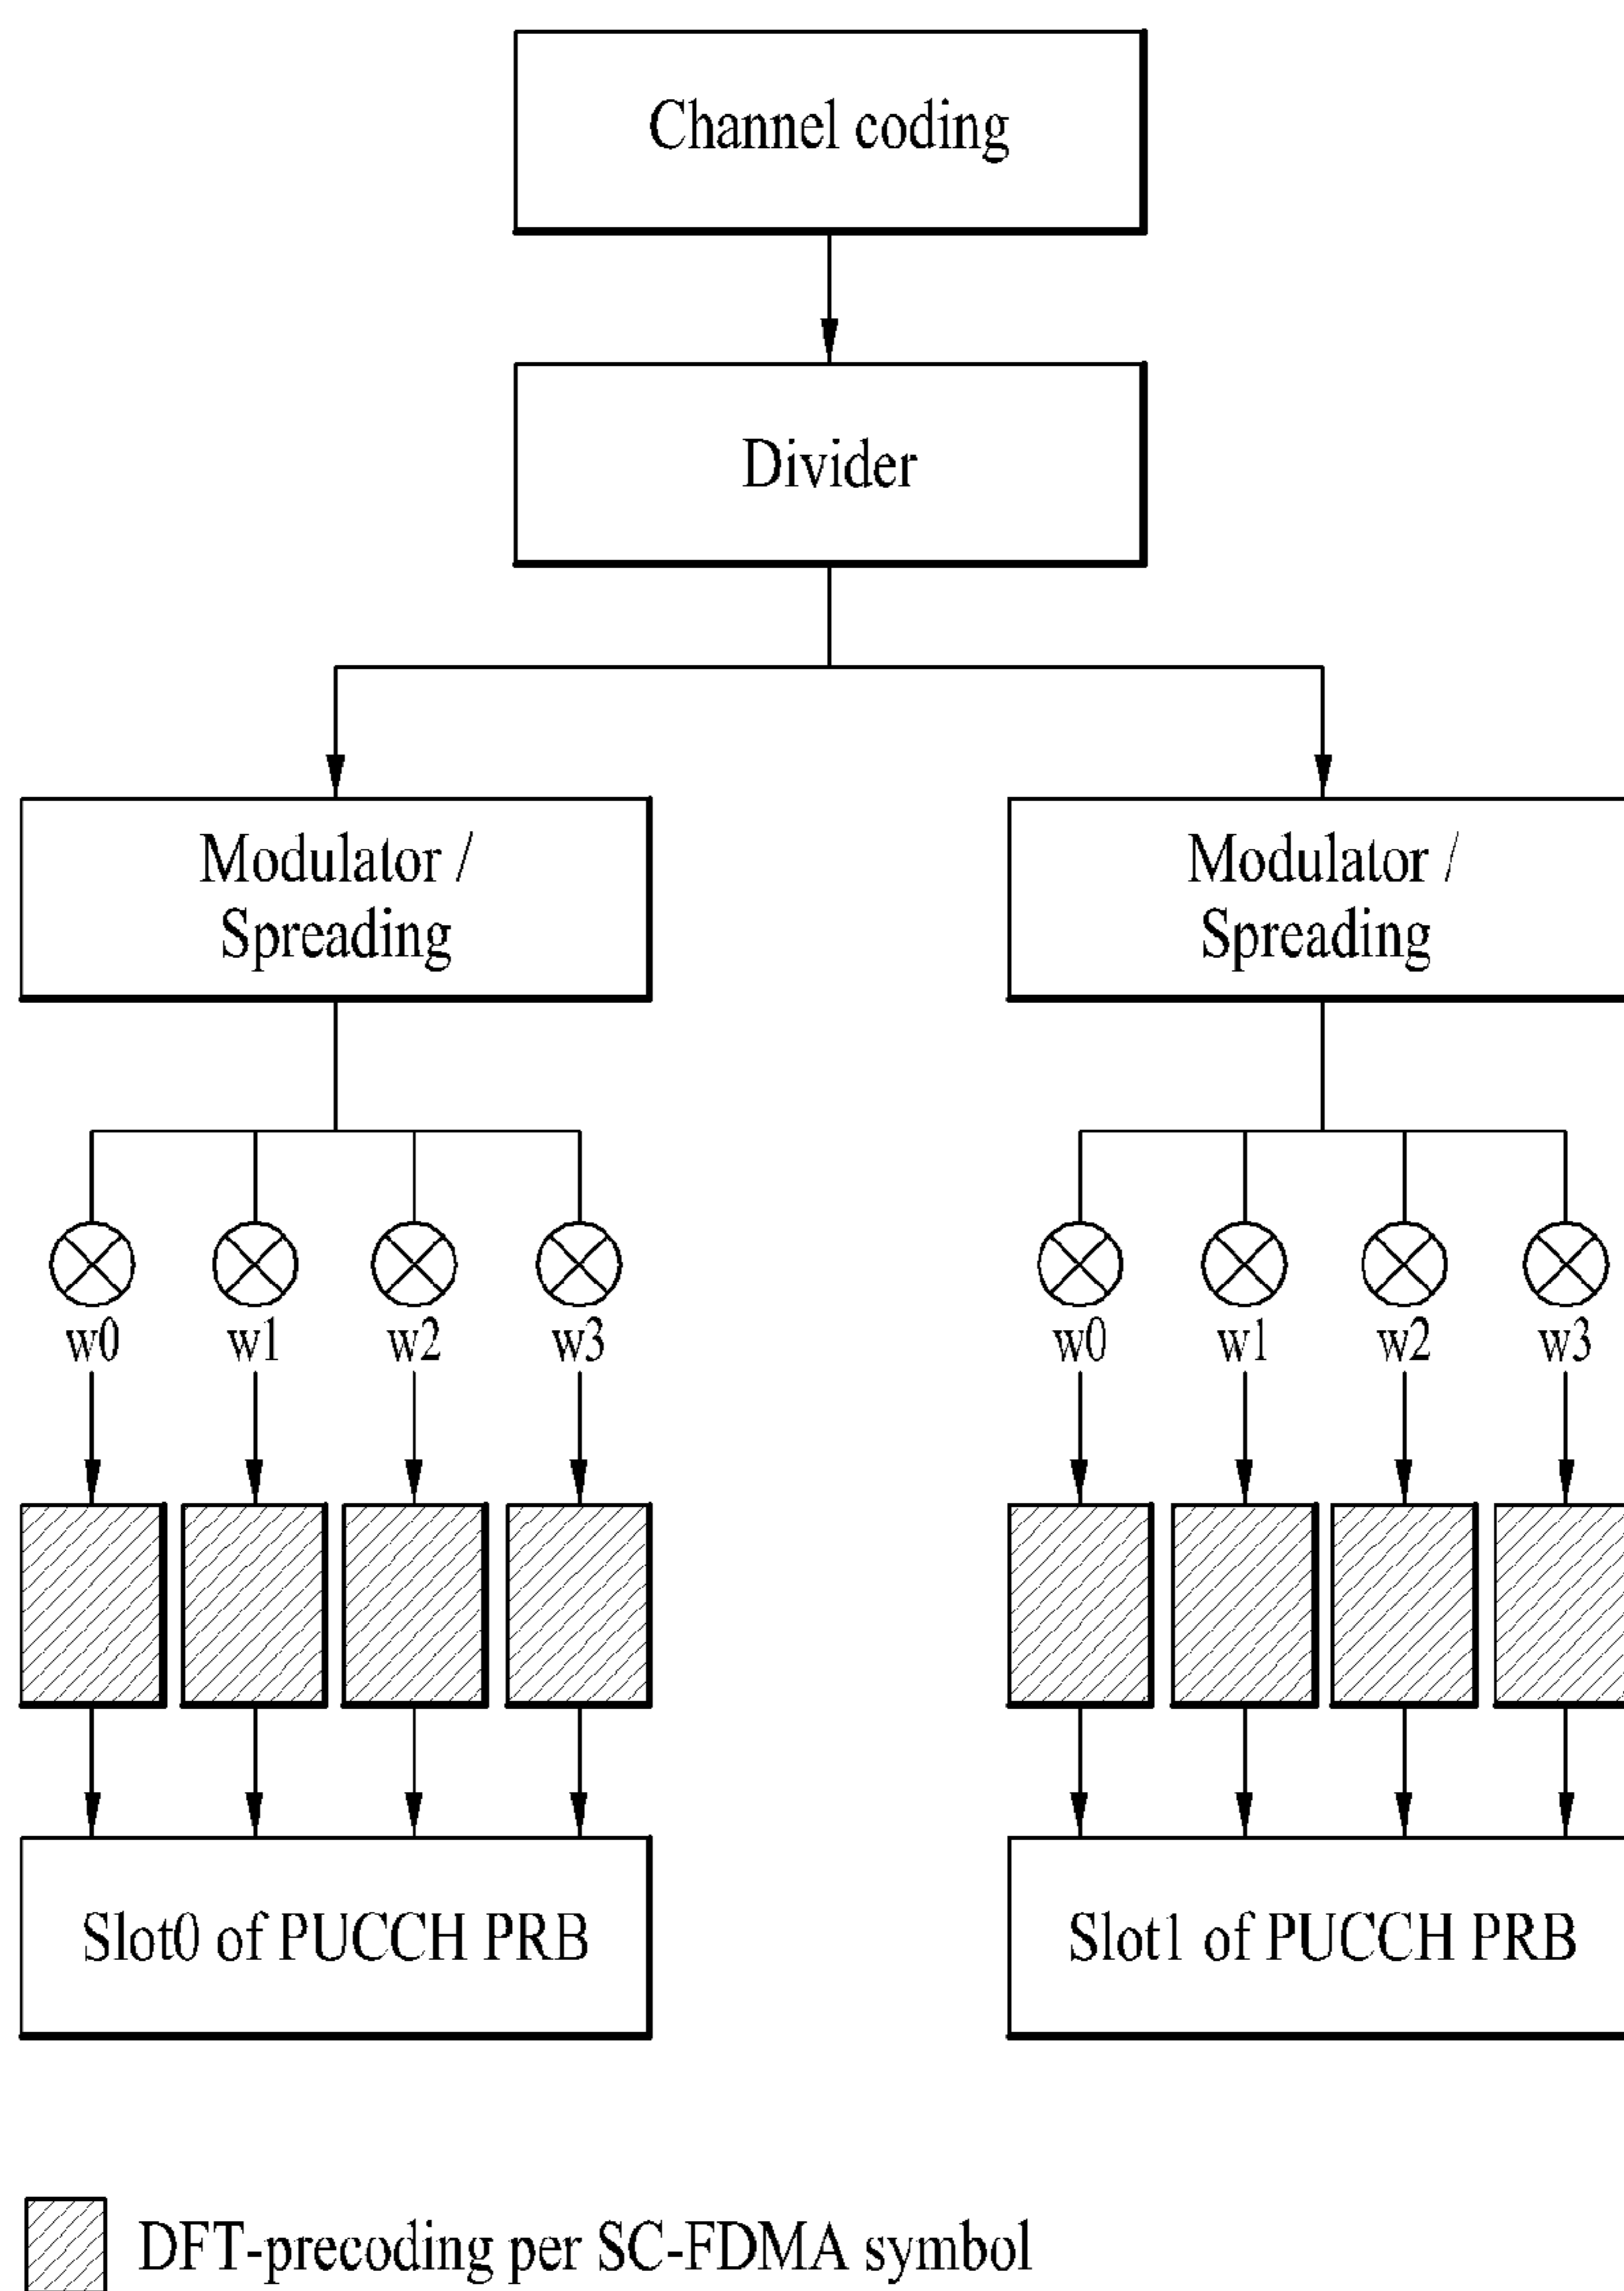 Channel coding
Divider
Modulator /
Spreading
Modulator /
Spreading
w0 w1 w2 w3
w0 w1 w2 w3
Slot0 of PUCCH PRB
Slot1 of PUCCH PRB
DFT-precoding per SC-FDMA symbol